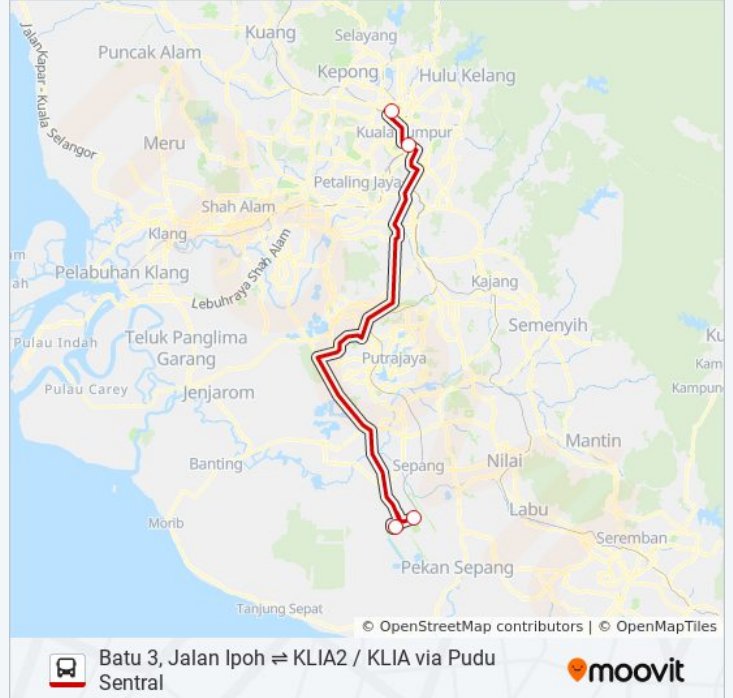 Kuang
Selayang
Puncak Alam
Kepong
Hulu Kelang
Jalan Kapar - Kuala Selangor
Meru
Kuala Lumpur
Petaling Jaya
Shah Alam
Klang
Lebuhraya Shah Alam
Pelabuhan Klang
Kajang
Semenyih
Pulau Indah
Teluk Panglima
Garang
Putrajaya
Ku
Kam
Kampun
Pulau Carey
Jenjarom
Mantin
Banting
Sepang
Nilai
Labu
Morib
Seremban
Pekan Sepang
Tanjung Sepat
© OpenStreetMap contributors | © OpenMapTiles
Batu 3, Jalan Ipoh ⇌ KLIA2 / KLIA via Pudu
Sentral
moovit